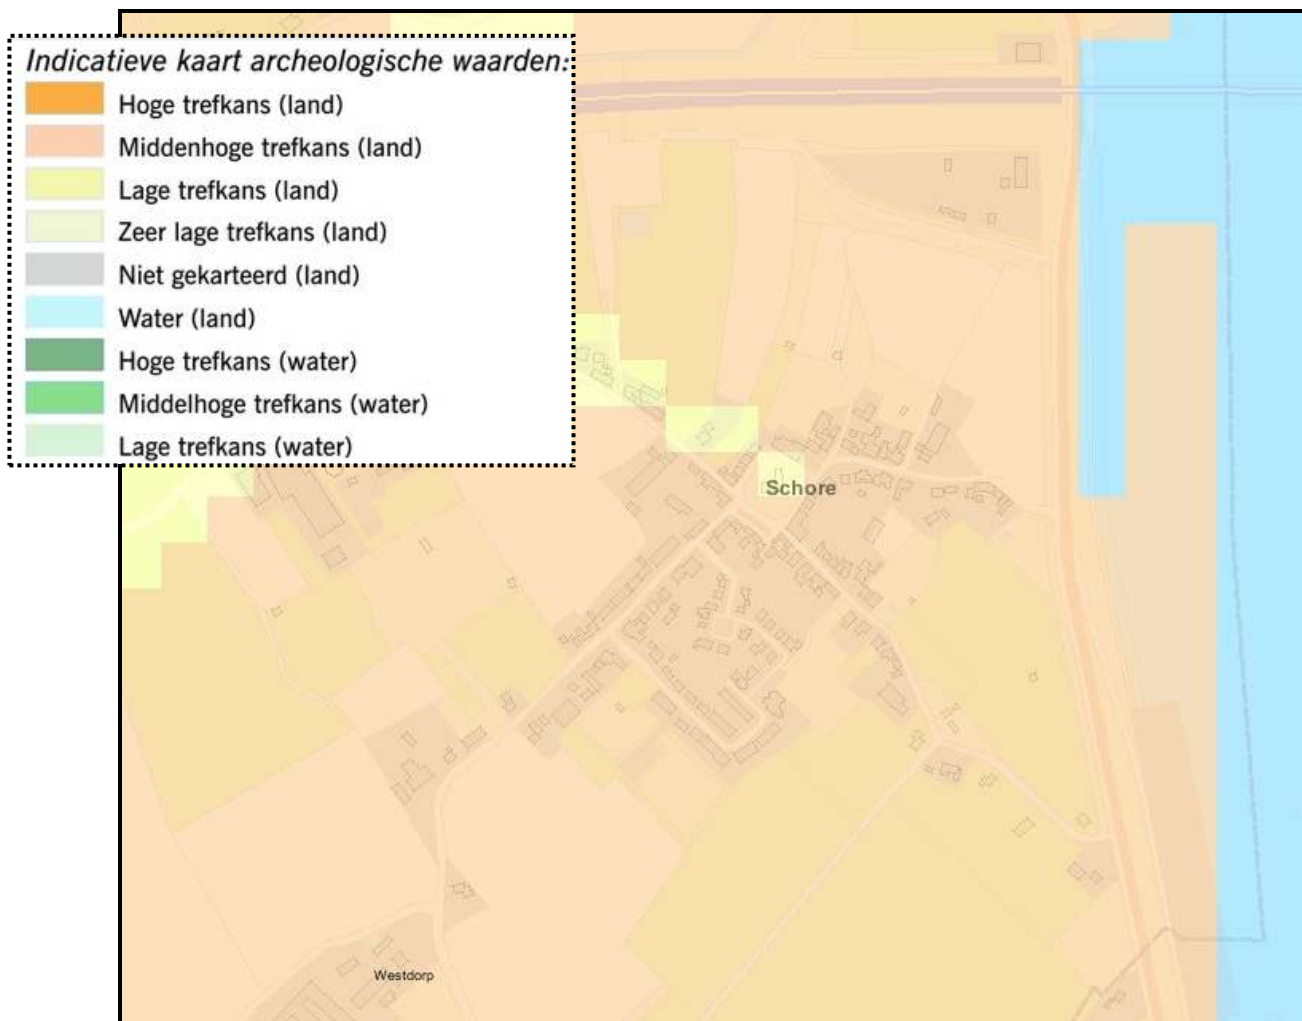 Indicatieve kaart archeologische waarden:
Hoge trefkans (land)
Middenhoge trefkans (land)
Lage trefkans (land)
Zeer lage trefkans (land)
Niet gekarteerd (land)
Water (land)
Hoge trefkans (water)
Middelhoge trefkans (water)
Lage trefkans (water)
Schore
Westdorp